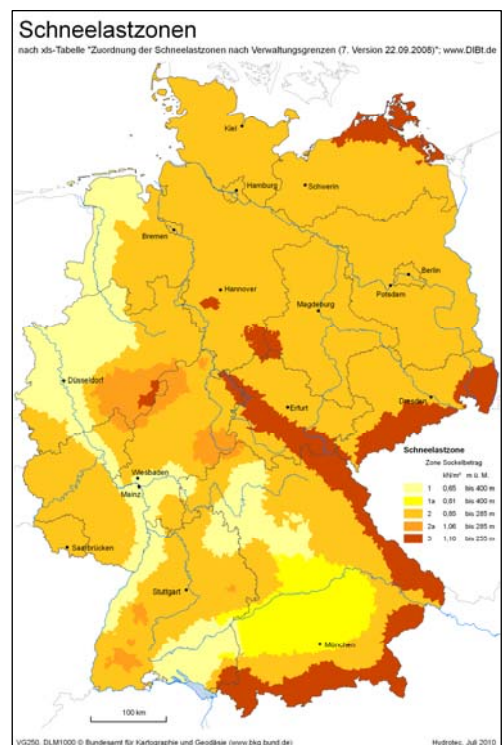 Schneelastzonen
nach xls-Tabelle "Zuordnung der Schneelastzonen nach Verwaltungsgrenzen (7. Version 22.09.2008)"; www.DIBt.de
Kiel
Hamburg
Schwerin
Bremen
Berlin
Hannover
Potsdam
Magdeburg
Düsseldorf
Erfurt
Dresden
Schneelastzone
Zone Sockelbetrag
kN/m² m ü. M.
1 0,65 bis 400 m
1a 0,81 bis 400 m
2 0,85 bis 285 m
2a 1,06 bis 285 m
3 1,10 bis 255 m
Wiesbaden
Mainz
Saarbrücken
Stuttgart
München
100 km
VG250, DLM1000 © Bundesamt für Kartographie und Geodäsie (www.bkg.bund.de)
Hydrotec, Juli 2010